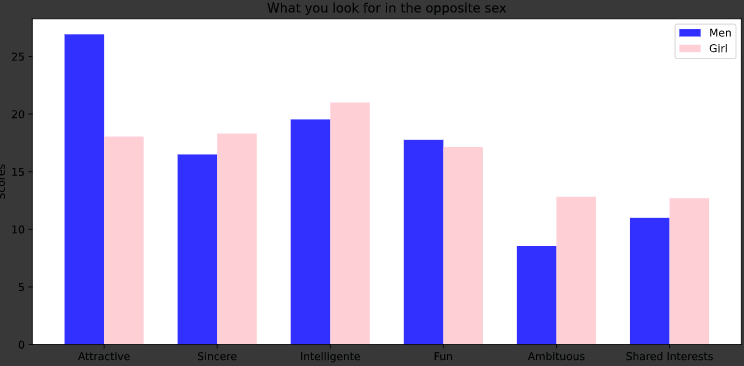 What you look for in the opposite sex
Men
Girl
25
20
15
10
5
0
Scores
Attractive Sincere Intelligente Fun Ambituous Shared Interests